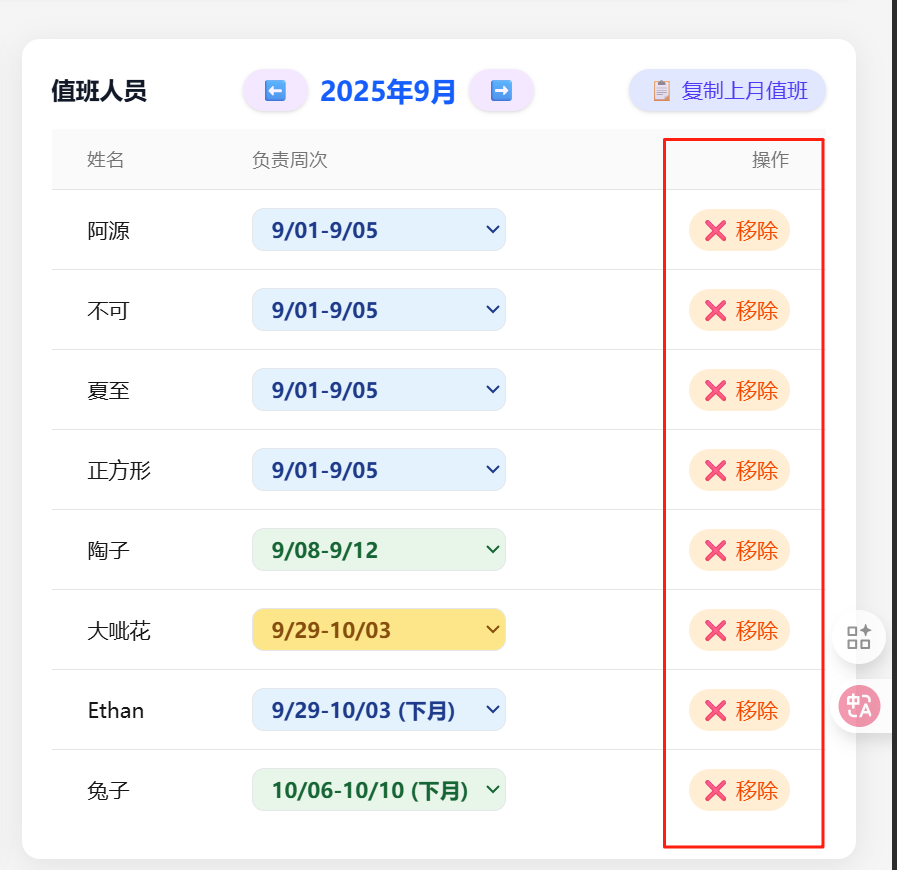 值班人员 ⬅️ 2025年9月 ➡️ 📋 复制上月值班
姓名 负责周次 操作
阿源 9/01-9/05 ❌ 移除
不可 9/01-9/05 ❌ 移除
夏至 9/01-9/05 ❌ 移除
正方形 9/01-9/05 ❌ 移除
陶子 9/08-9/12 ❌ 移除
大呲花 9/29-10/03 ❌ 移除
Ethan 9/29-10/03 (下月) ❌ 移除
兔子 10/06-10/10 (下月) ❌ 移除
中A